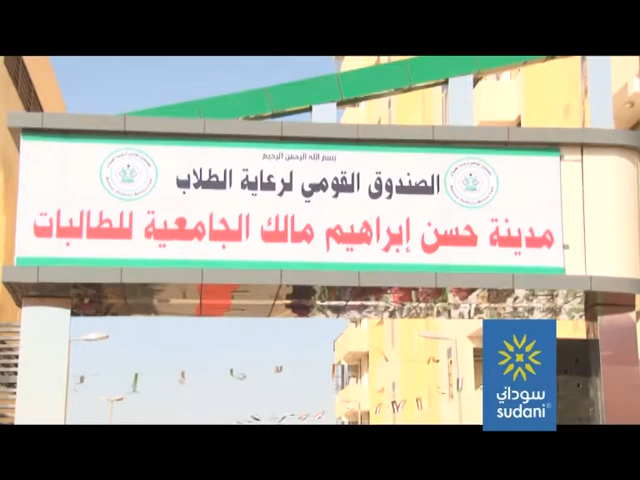 بسم الله الرحمن الرحيم
الصندوق القومي لرعاية الطلاب
مدينة حسن إبراهيم مالك الجامعية للطالبات
سوداني
sudani